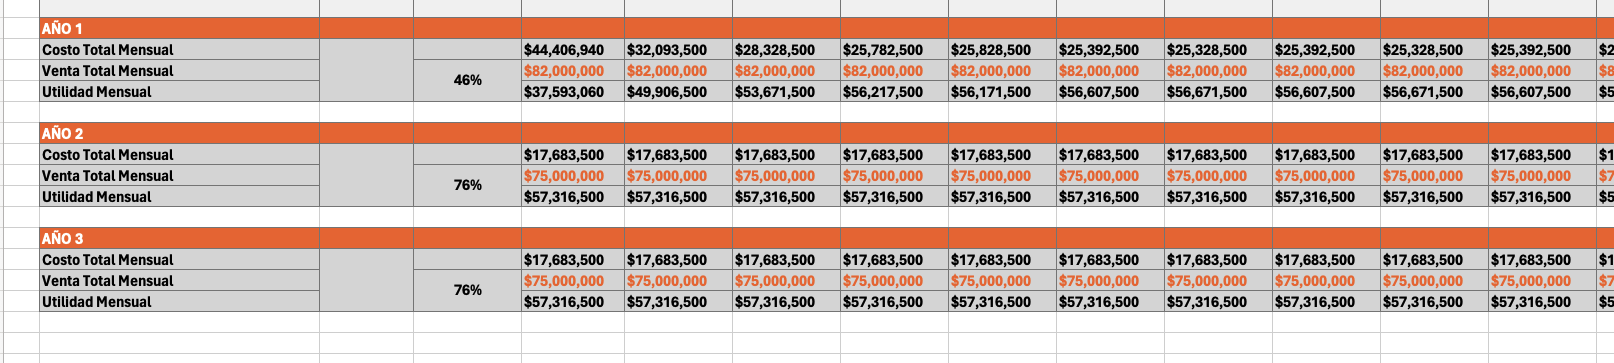 AÑO 1
Costo Total Mensual $44,406,940 $32,093,500 $28,328,500 $25,782,500 $25,828,500 $25,392,500 $25,328,500 $25,392,500 $25,328,500 $25,392,500 $2
Venta Total Mensual 46% $82,000,000 $82,000,000 $82,000,000 $82,000,000 $82,000,000 $82,000,000 $82,000,000 $82,000,000 $82,000,000 $82,000,000 $8
Utilidad Mensual $37,593,060 $49,906,500 $53,671,500 $56,217,500 $56,171,500 $56,607,500 $56,671,500 $56,607,500 $56,671,500 $56,607,500 $5
AÑO 2
Costo Total Mensual $17,683,500 $17,683,500 $17,683,500 $17,683,500 $17,683,500 $17,683,500 $17,683,500 $17,683,500 $17,683,500 $17,683,500 $1
Venta Total Mensual 76% $75,000,000 $75,000,000 $75,000,000 $75,000,000 $75,000,000 $75,000,000 $75,000,000 $75,000,000 $75,000,000 $75,000,000 $7
Utilidad Mensual $57,316,500 $57,316,500 $57,316,500 $57,316,500 $57,316,500 $57,316,500 $57,316,500 $57,316,500 $57,316,500 $57,316,500 $5
AÑO 3
Costo Total Mensual $17,683,500 $17,683,500 $17,683,500 $17,683,500 $17,683,500 $17,683,500 $17,683,500 $17,683,500 $17,683,500 $17,683,500 $1
Venta Total Mensual 76% $75,000,000 $75,000,000 $75,000,000 $75,000,000 $75,000,000 $75,000,000 $75,000,000 $75,000,000 $75,000,000 $75,000,000 $7
Utilidad Mensual $57,316,500 $57,316,500 $57,316,500 $57,316,500 $57,316,500 $57,316,500 $57,316,500 $57,316,500 $57,316,500 $57,316,500 $5